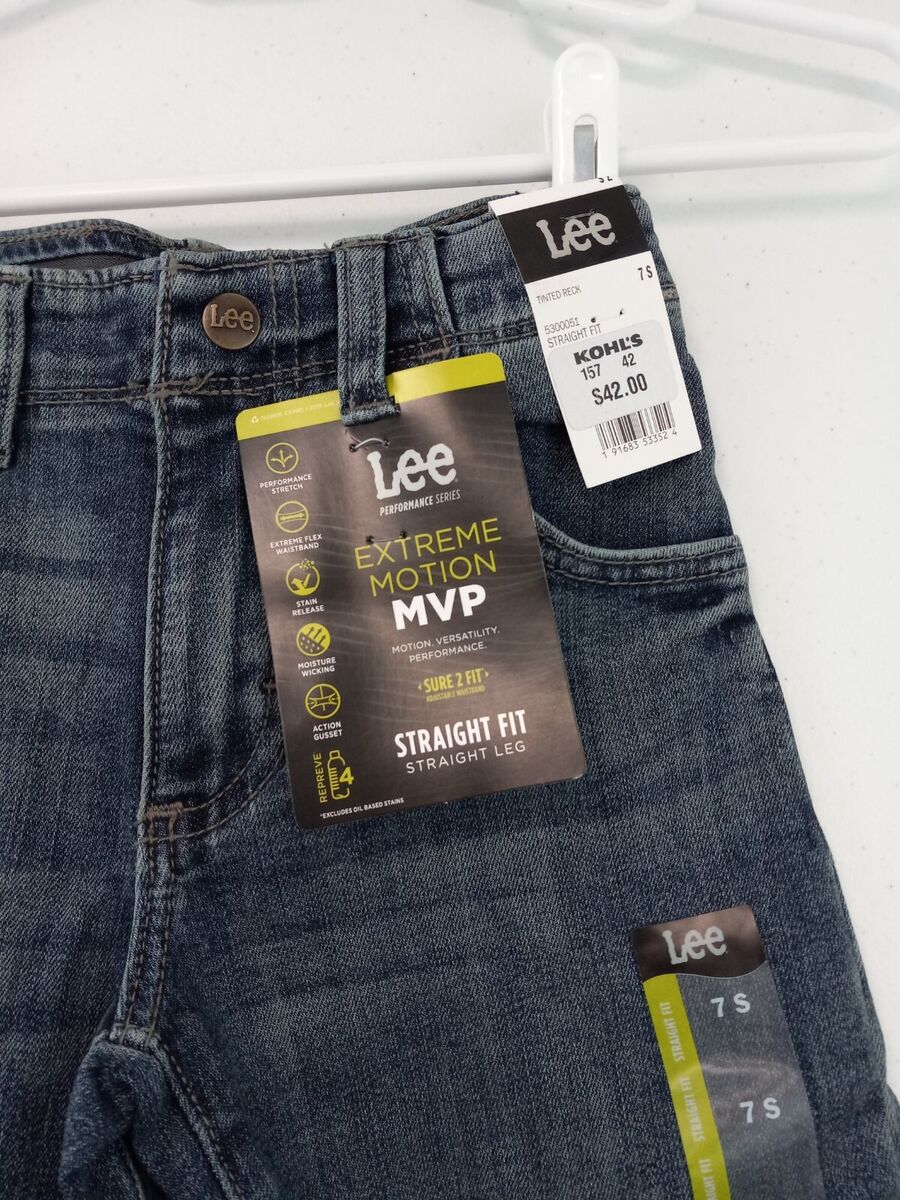 Lee
7 S
TINTED RECK
5300051
STRAIGHT FIT
KOHL'S
157 42
$42.00
1 91683 53352 4
Lee
Lee
PERFORMANCE SERIES
EXTREME
MOTION
MVP
MOTION. VERSATILITY.
PERFORMANCE.
SURE 2 FIT
ADJUSTABLE WAISTBAND
STRAIGHT FIT
STRAIGHT LEG
PERFORMANCE
STRETCH
EXTREME FLEX
WAISTBAND
STAIN
RELEASE
MOISTURE
WICKING
ACTION
GUSSET
REPREVE
4
*EXCLUDES OIL BASED STAINS
Lee
7 S
STRAIGHT FIT
7 S
STRAIGHT FIT